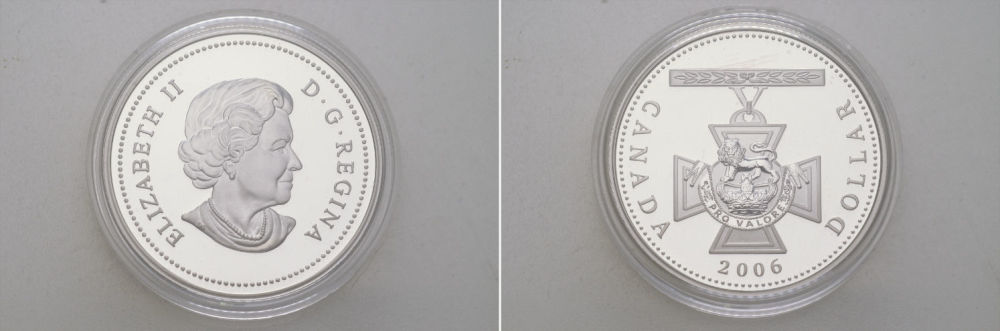 ELIZABETH II
D·G·REGINA
CANADA
DOLLAR
PRO VALORE
2006